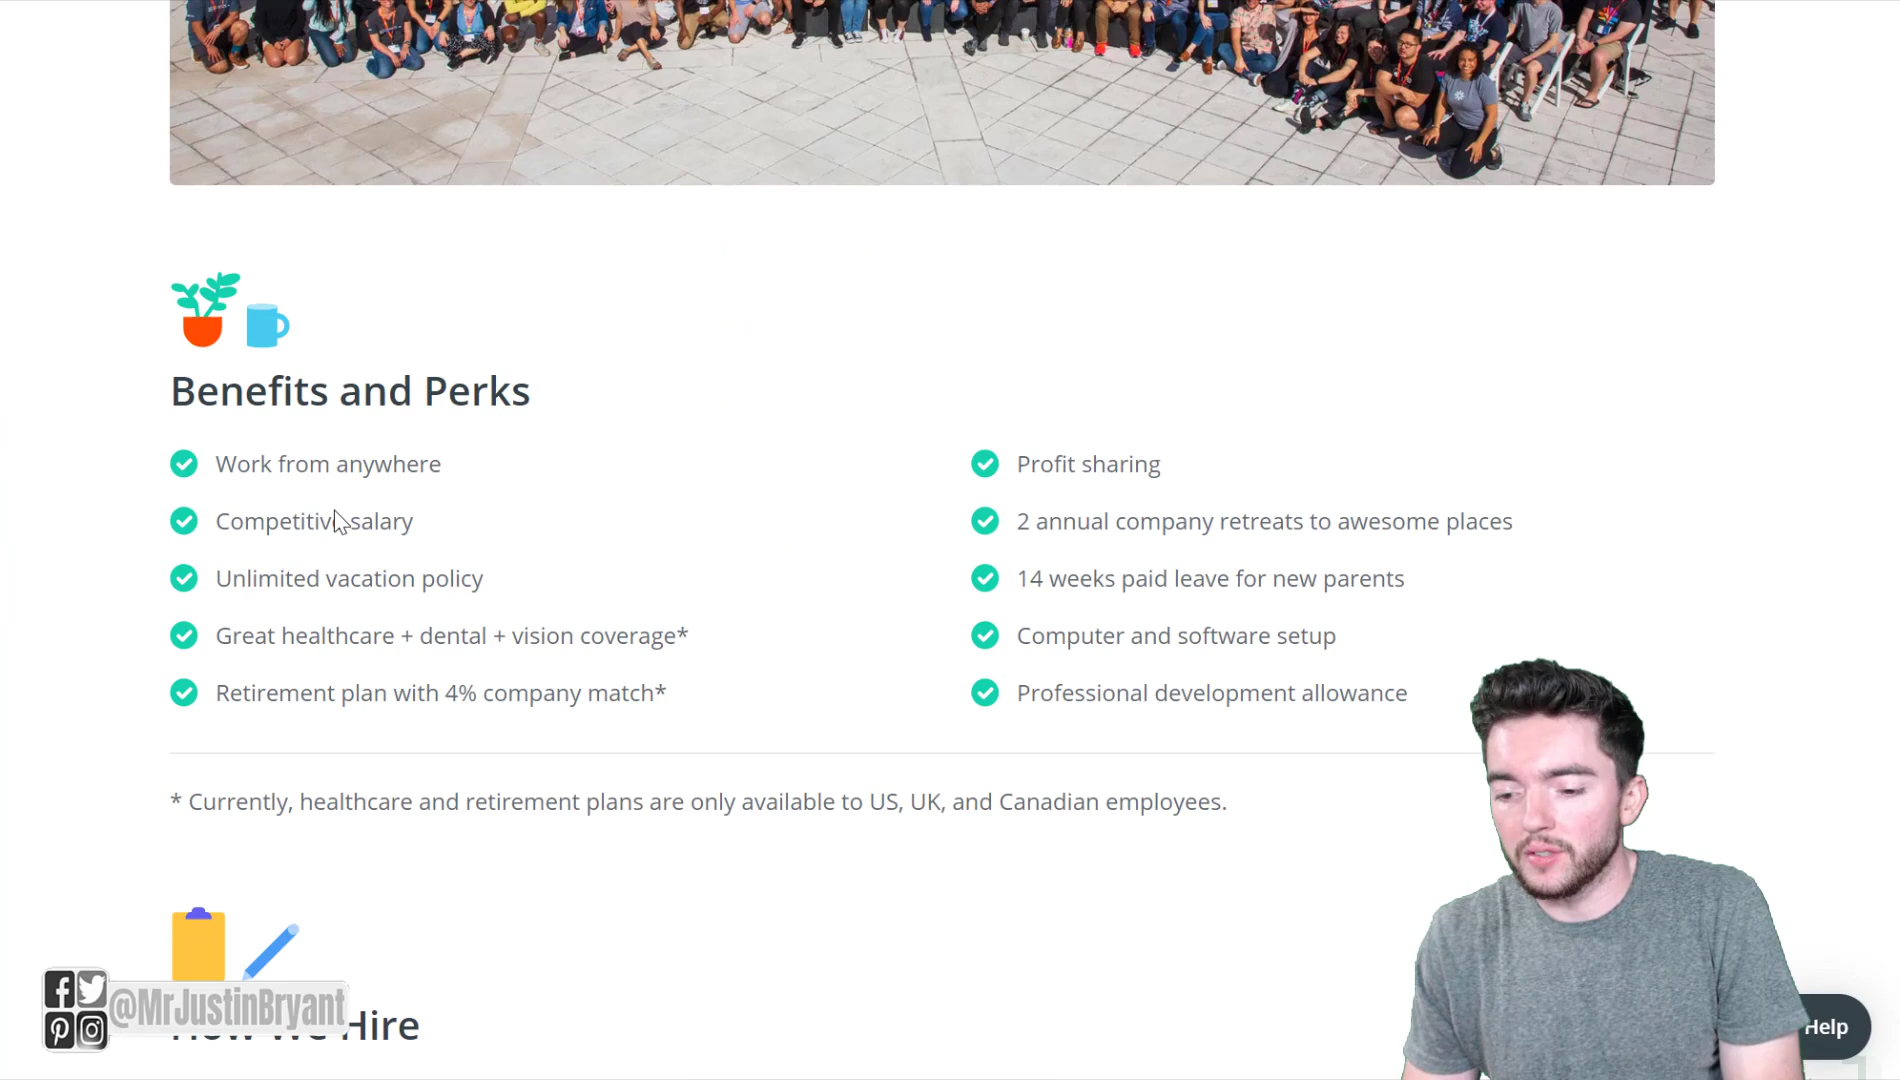 Benefits and Perks
Work from anywhere
Competitive salary
Unlimited vacation policy
Great healthcare + dental + vision coverage*
Retirement plan with 4% company match*
Profit sharing
2 annual company retreats to awesome places
14 weeks paid leave for new parents
Computer and software setup
Professional development allowance
* Currently, healthcare and retirement plans are only available to US, UK, and Canadian employees.
@MrJustinBryant
How We Hire
Help